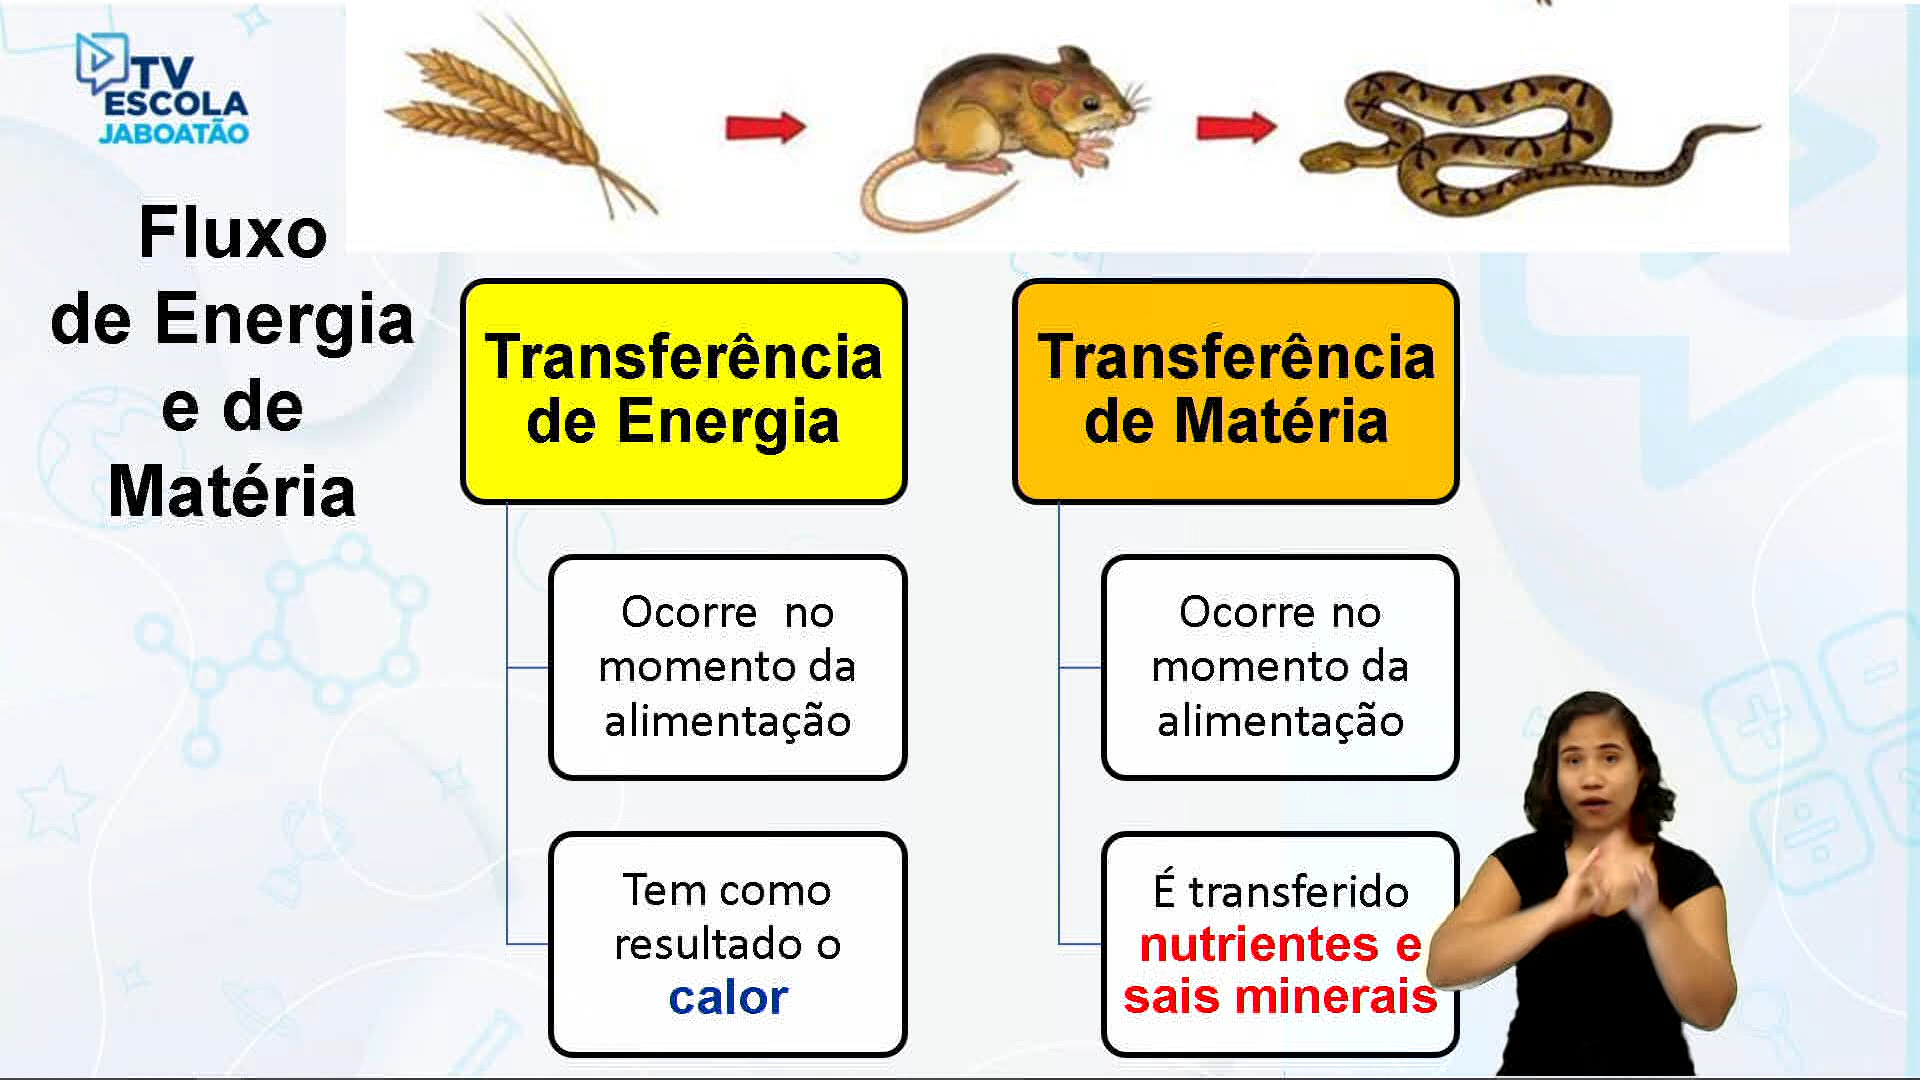 TV
ESCOLA
JABOATÃO
Fluxo
de Energia
e de
Matéria
Transferência
de Energia
Ocorre no
momento da
alimentação
Tem como
resultado o
calor
Transferência
de Matéria
Ocorre no
momento da
alimentação
É transferido
nutrientes e
sais minerais